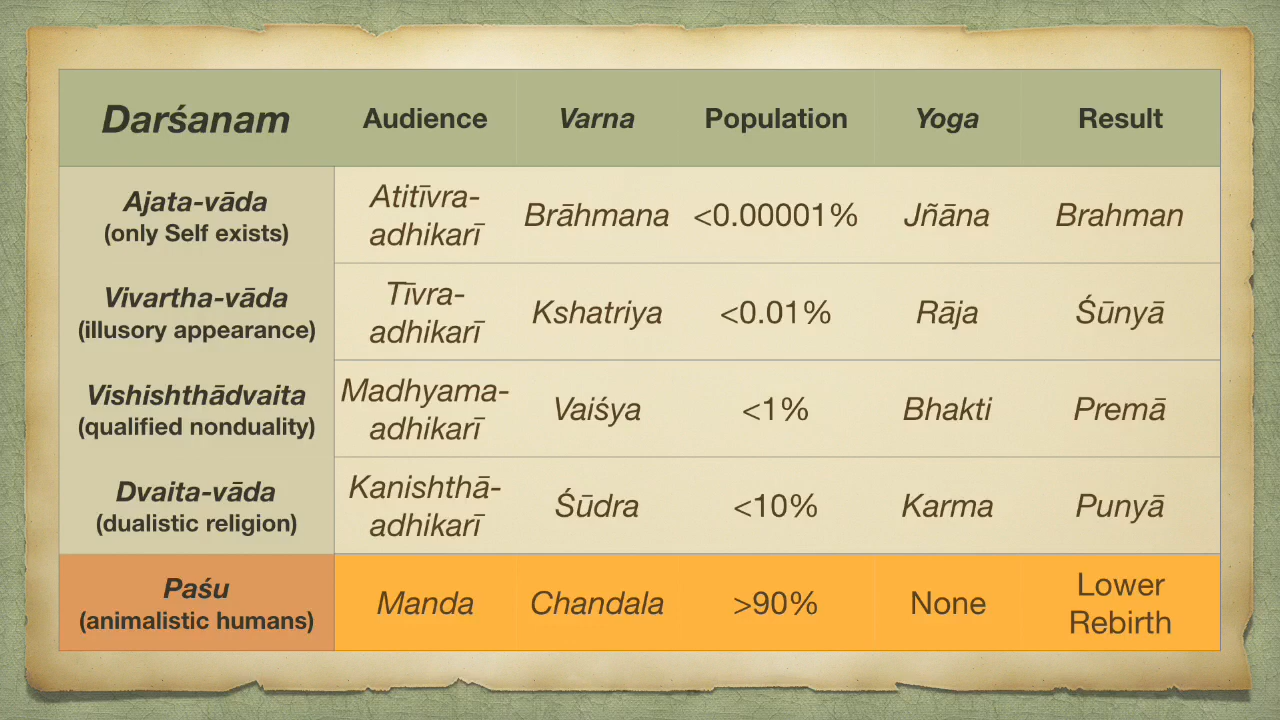 Darśanam Audience Varna Population Yoga Result
Ajata-vāda
(only Self exists)
Atitīvra-
adhikarī
Brāhmana <0.00001% Jñāna Brahman
Vivartha-vāda
(illusory appearance)
Tīvra-
adhikarī
Kshatriya <0.01% Rāja Śūnyā
Vishishthādvaita
(qualified nonduality)
Madhyama-
adhikarī
Vaiśya <1% Bhakti Premā
Dvaita-vāda
(dualistic religion)
Kanishthā-
adhikarī
Śūdra <10% Karma Punyā
Paśu
(animalistic humans)
Manda Chandala >90% None
Lower
Rebirth